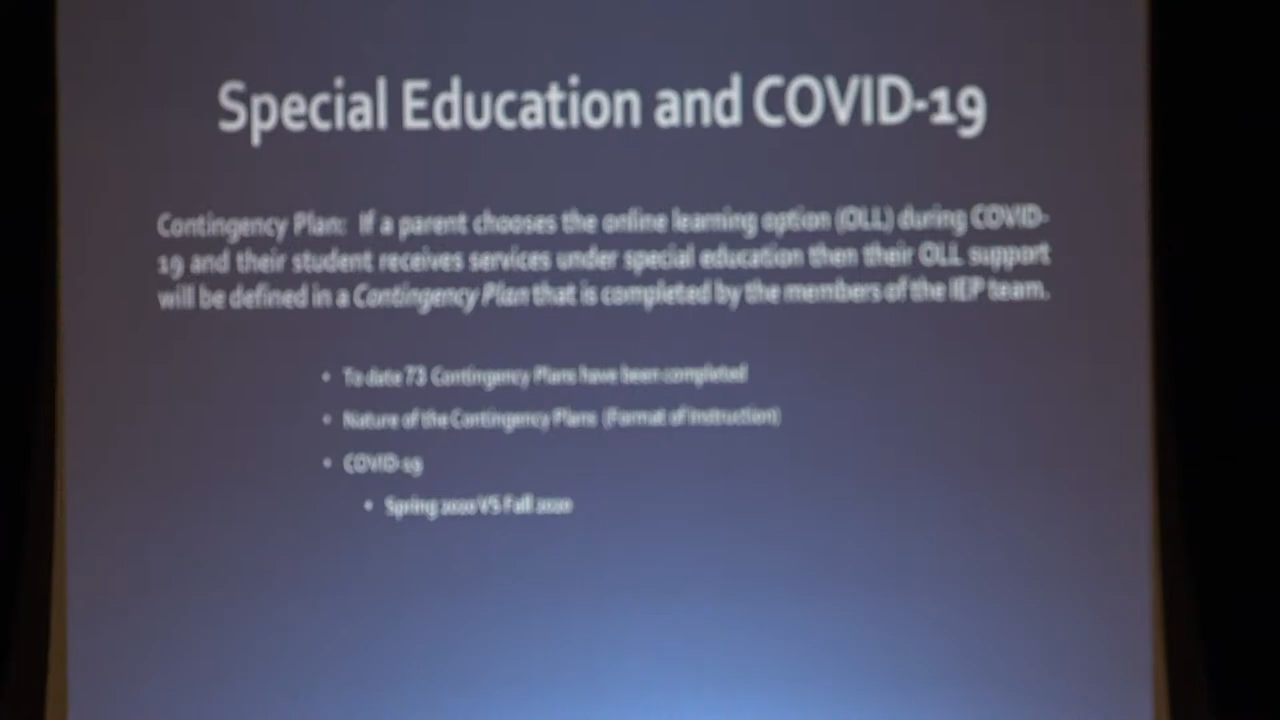 Special Education and COVID-19
Contingency Plan: If a parent chooses the online learning option (OLL) during COVID-
19 and their student receives services under special education then their OLL support
will be defined in a Contingency Plan that is completed by the members of the IEP team.
• To date 73 Contingency Plans have been completed
• Nature of the Contingency Plans (Format of Instruction)
• COVID-19
• Spring 2020 VS Fall 2020